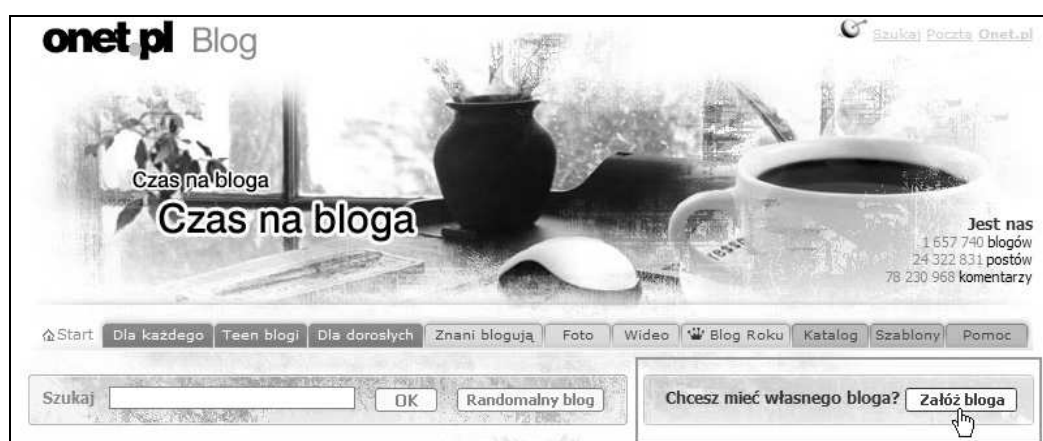 onet.pl Blog
Szukaj Poczta Onet.pl
Czas na bloga
Czas na bloga
Jest nas
1 657 740 blogów
24 322 831 postów
78 230 968 komentarzy
Start Dla każdego Teen blogi Dla dorosłych Znani blogują Foto Wideo Blog Roku Katalog Szablony Pomoc
Szukaj OK Randomalny blog Chcesz mieć własnego bloga? Załóż bloga